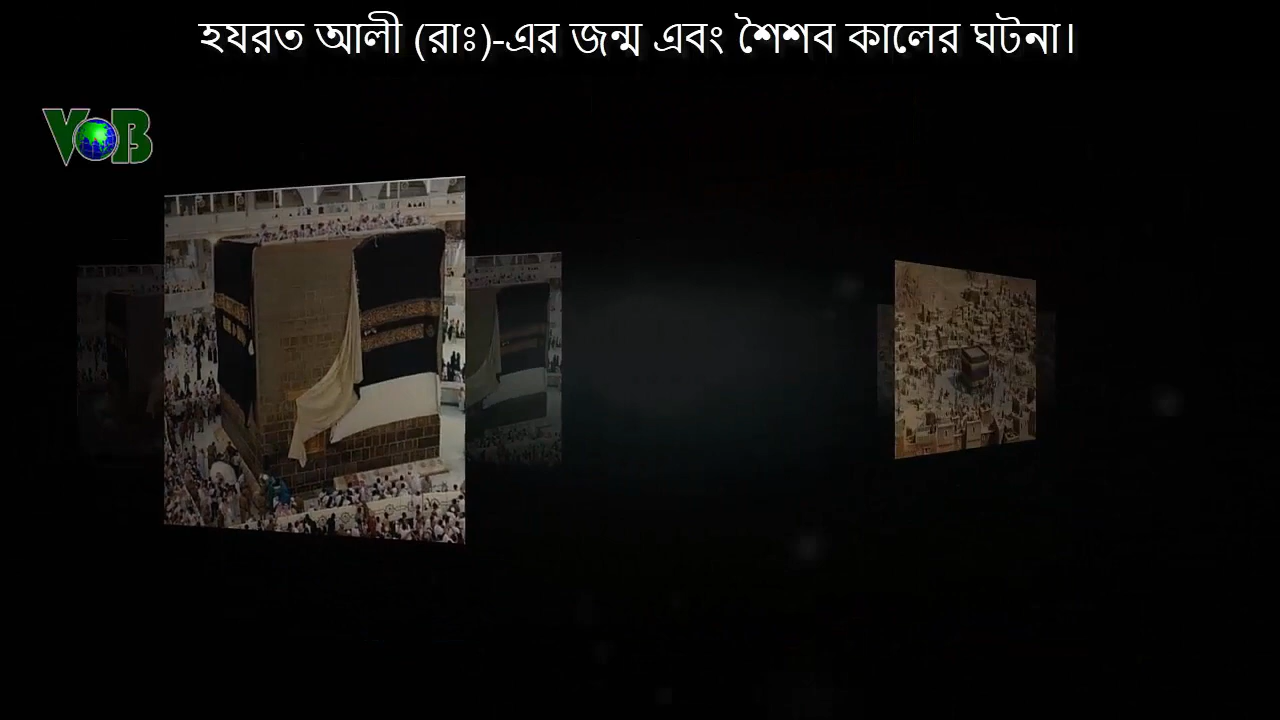 হযরত আলী (রাঃ)-এর জন্ম এবং শৈশব কালের ঘটনা।
VOB